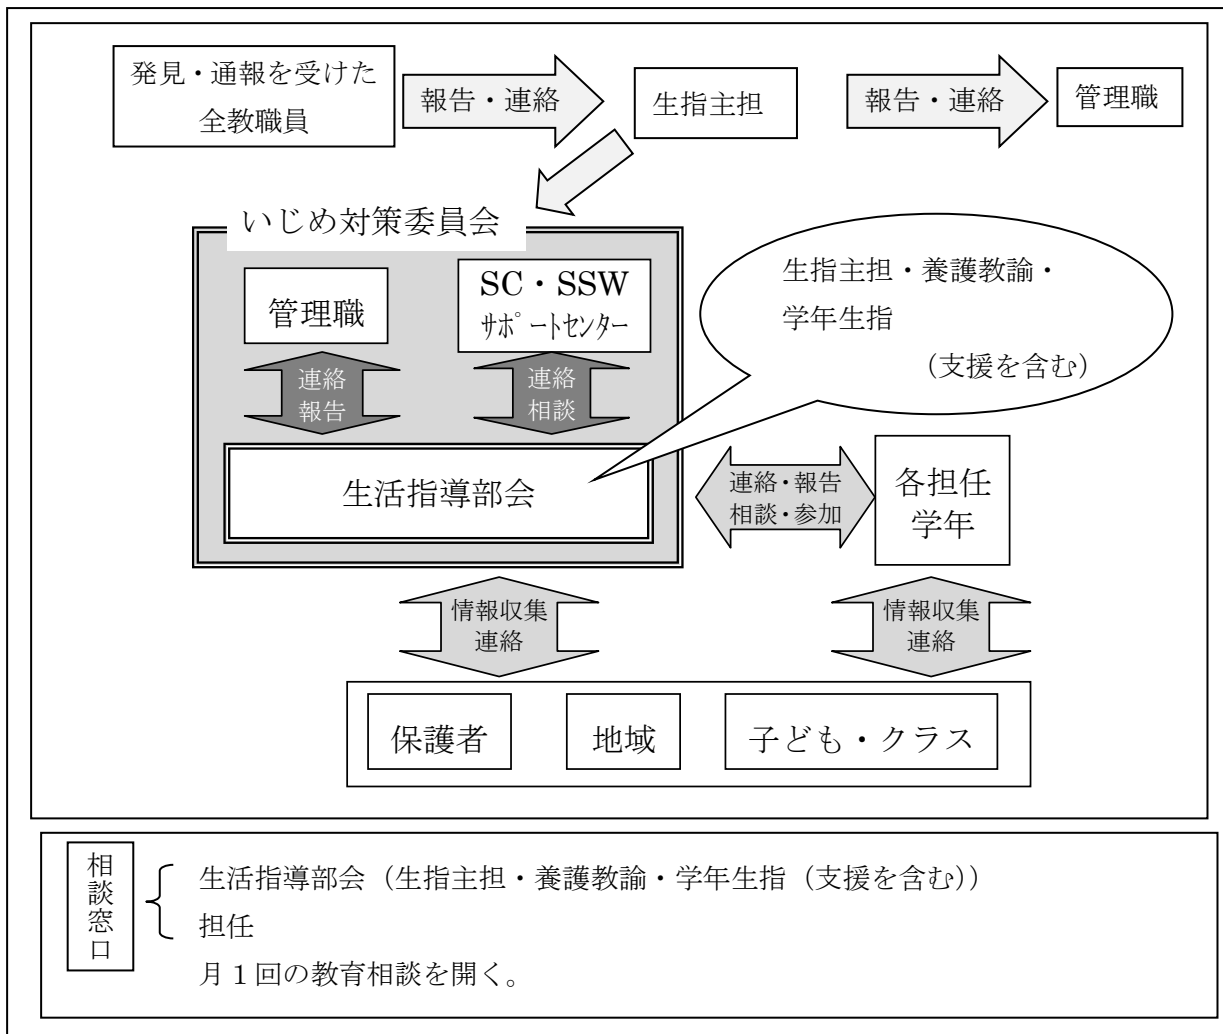 発見・通報を受けた
全教職員
報告・連絡
生指主担
報告・連絡
管理職
いじめ対策委員会
管理職
SC・SSW
ｻﾎﾟｰﾄｾﾝﾀｰ
生指主担・養護教諭・
学年生指
（支援を含む）
連絡
報告
連絡
相談
生活指導部会
連絡・報告
相談・参加
各担任
学年
情報収集
連絡
情報収集
連絡
保護者
地域
子ども・クラス
相談窓口
生活指導部会（生指主担・養護教諭・学年生指（支援を含む））
担任
月１回の教育相談を開く。